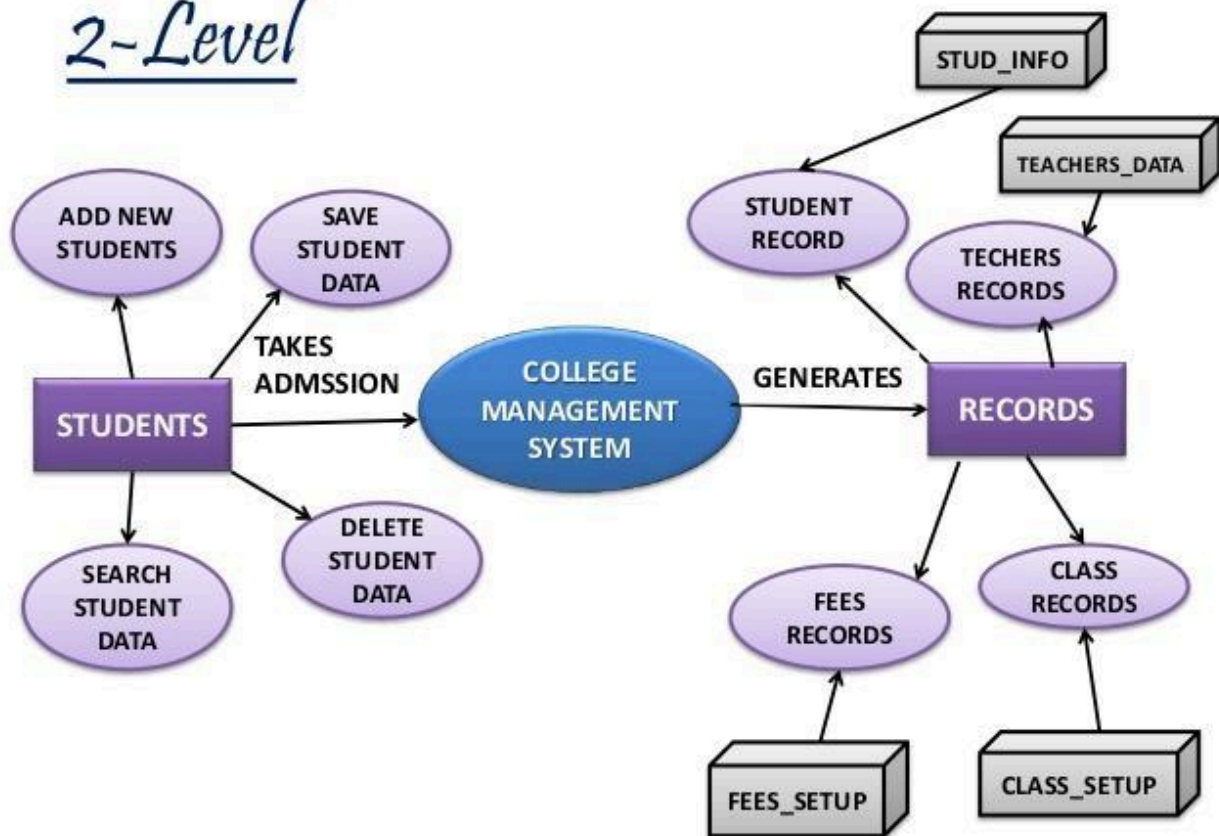 2-Level
STUD_INFO
TEACHERS_DATA
ADD NEW
STUDENTS
SAVE
STUDENT
DATA
STUDENT
RECORD
TECHERS
RECORDS
TAKES
ADMSSION
COLLEGE
MANAGEMENT
SYSTEM
GENERATES
STUDENTS
RECORDS
SEARCH
STUDENT
DATA
DELETE
STUDENT
DATA
FEES
RECORDS
CLASS
RECORDS
FEES_SETUP
CLASS_SETUP